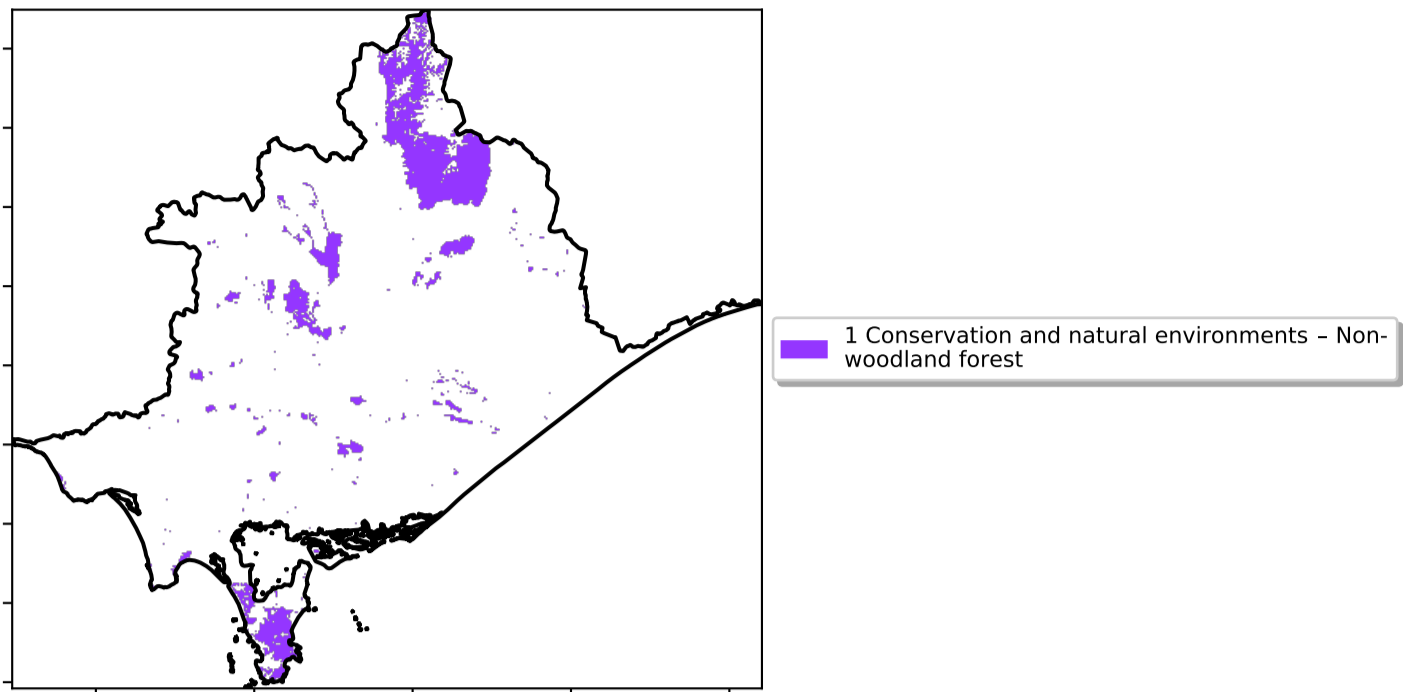 1 Conservation and natural environments – Non-
woodland forest